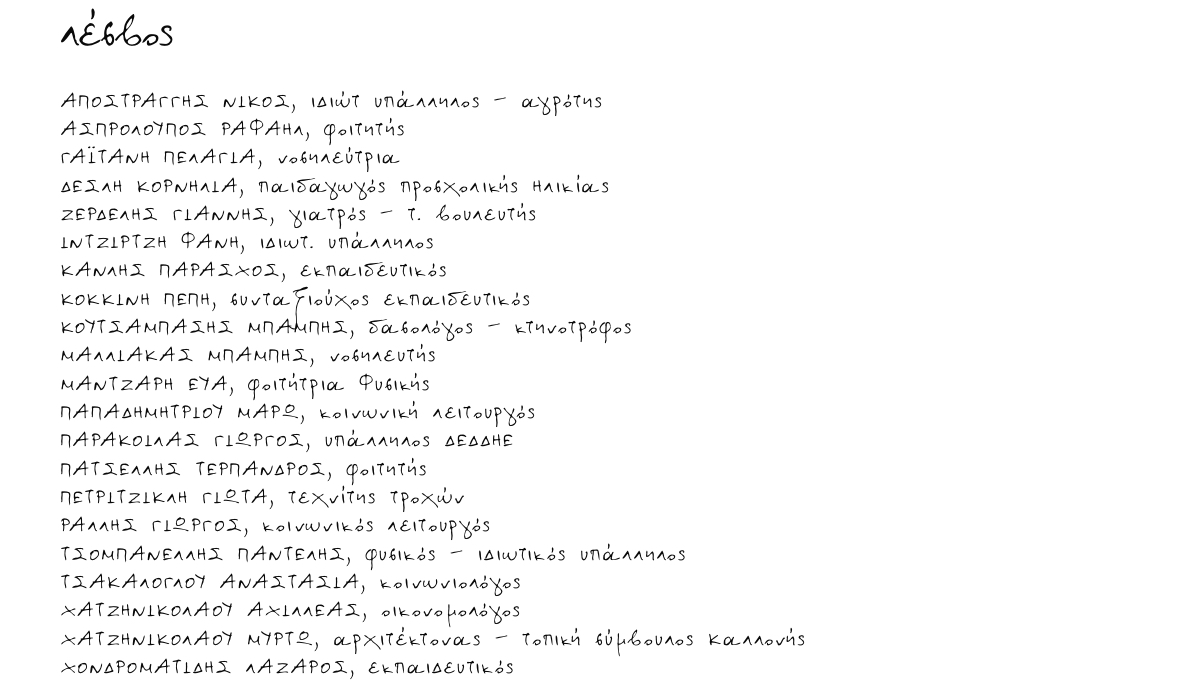 Λέσβος
ΑΠΟΣΤΡΑΓΓΗΣ ΝΙΚΟΣ, ιδιώτ υπάλληλος – αγρότης
ΑΣΠΡΟΛΟΥΠΟΣ ΡΑΦΑΗΛ, φοιτητής
ΓΑΪΤΑΝΗ ΠΕΛΑΓΙΑ, νοσηλεύτρια
ΔΕΣΛΗ ΚΟΡΝΗΛΙΑ, παιδαγωγός προσχολικής ηλικίας
ΖΕΡΔΕΛΗΣ ΓΙΑΝΝΗΣ, γιατρός – τ. βουλευτής
ΙΝΤΖΙΡΤΖΗ ΦΑΝΗ, ιδιωτ. υπάλληλος
ΚΑΝΛΗΣ ΠΑΡΑΣΧΟΣ, εκπαιδευτικός
ΚΟΚΚΙΝΗ ΠΕΠΗ, συνταξιούχος εκπαιδευτικός
ΚΟΥΤΣΑΜΠΑΣΗΣ ΜΠΑΜΠΗΣ, δασολόγος – κτηνοτρόφος
ΜΑΛΛΙΑΚΑΣ ΜΠΑΜΠΗΣ, νοσηλευτής
ΜΑΝΤΖΑΡΗ ΕΥΑ, φοιτήτρια Φυσικής
ΠΑΠΑΔΗΜΗΤΡΙΟΥ ΜΑΡΩ, κοινωνική λειτουργός
ΠΑΡΑΚΟΙΛΑΣ ΓΙΩΡΓΟΣ, υπάλληλος ΔΕΔΔΗΕ
ΠΑΤΣΕΛΛΗΣ ΤΕΡΠΑΝΔΡΟΣ, φοιτητής
ΠΕΤΡΙΤΖΙΚΛΗ ΓΙΩΤΑ, τεχνίτης τροχών
ΡΑΛΛΗΣ ΓΙΩΡΓΟΣ, κοινωνικός λειτουργός
ΤΣΟΜΠΑΝΕΛΛΗΣ ΠΑΝΤΕΛΗΣ, φυσικός – ιδιωτικός υπάλληλος
ΤΣΑΚΑΛΟΓΛΟΥ ΑΝΑΣΤΑΣΙΑ, κοινωνιολόγος
ΧΑΤΖΗΝΙΚΟΛΑΟΥ ΑΧΙΛΛΕΑΣ, οικονομολόγος
ΧΑΤΖΗΝΙΚΟΛΑΟΥ ΜΥΡΤΩ, αρχιτέκτονας – τοπική σύμβουλος Καλλονής
ΧΟΝΔΡΟΜΑΤΙΔΗΣ ΛΑΖΑΡΟΣ, εκπαιδευτικός